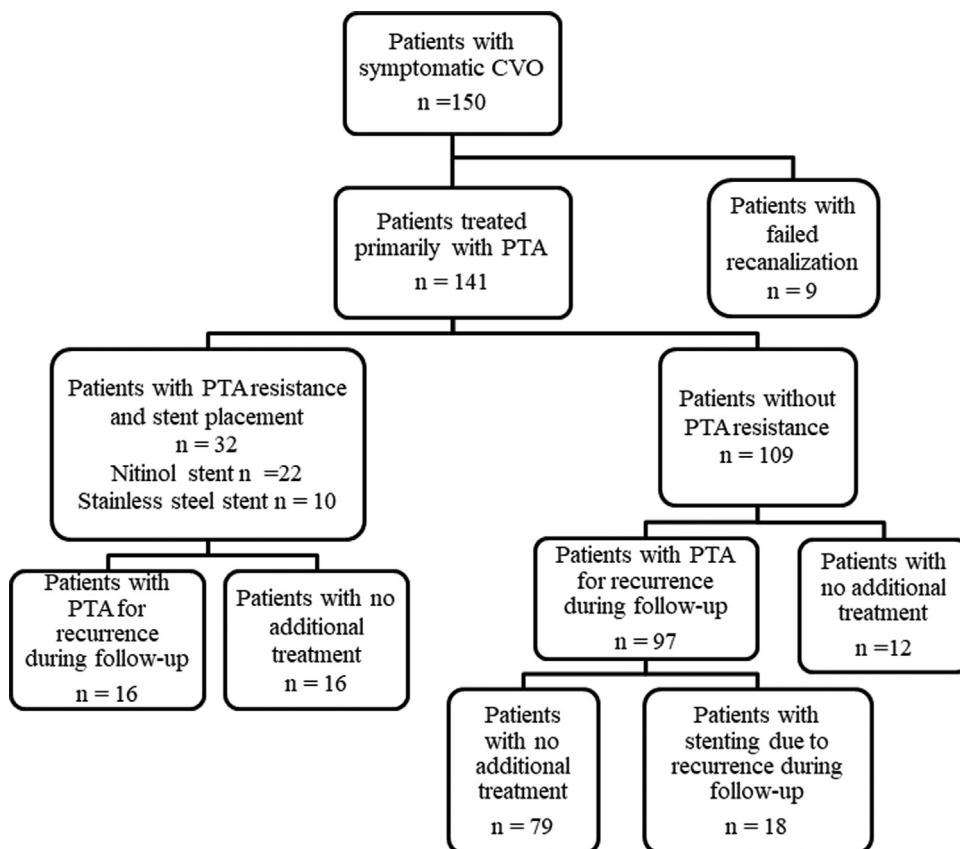 Patients with
symptomatic CVO
n =150
Patients treated
primarily with PTA
n = 141
Patients with
failed
recanalization
n = 9
Patients with PTA resistance
and stent placement
n = 32
Nitinol stent n =22
Stainless steel stent n = 10
Patients without
PTA resistance
n = 109
Patients with
PTA for
recurrence
during follow-up
n = 16
Patients with no
additional
treatment
n = 16
Patients with PTA
for recurrence
during follow-up
n = 97
Patients with
no additional
treatment
n =12
Patients
with no
additional
treatment
n = 79
Patients with
stenting due to
recurrence during
follow-up
n = 18